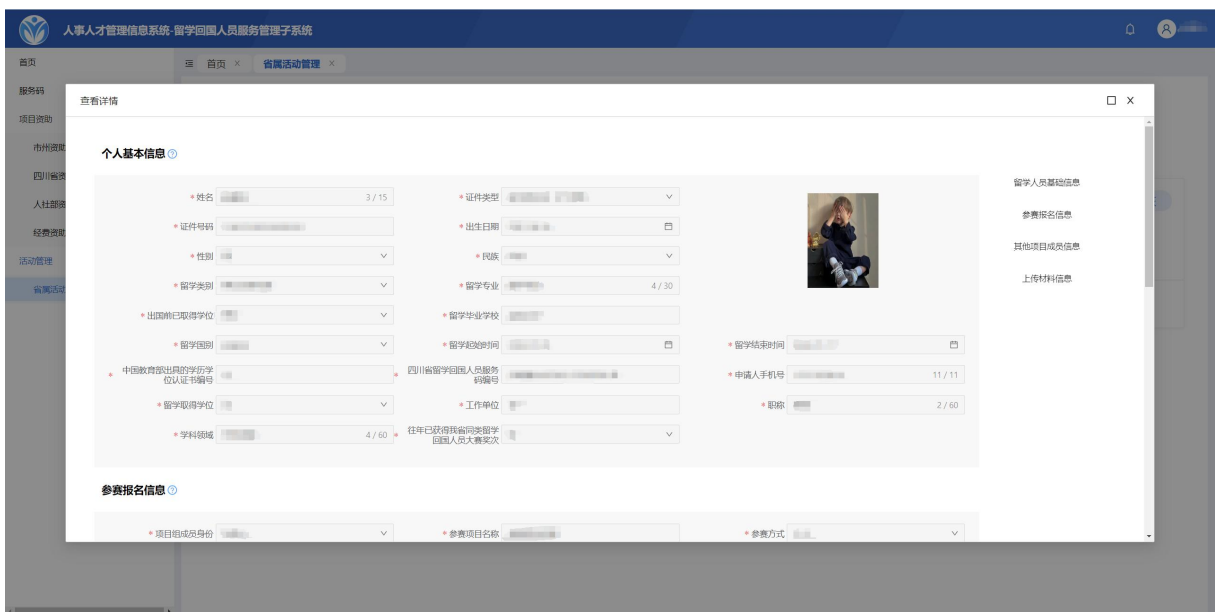 人事人才管理信息系统-留学回国人员服务管理子系统
首页
首页 ×
省属活动管理 ×
服务码
项目资助
市州资助
四川省资
人社部资
经费资助
活动管理
省属活动
查看详情
X
个人基本信息 ?
* 姓名
3 / 15
* 证件类型
* 证件号码
* 出生日期
* 性别
* 民族
* 留学类别
* 留学专业
4 / 30
* 出国前已取得学位
* 留学毕业学校
* 留学国别
* 留学起始时间
* 留学结束时间
* 中国教育部出具的学历学
位认证书编号
* 四川省留学回国人员服务
码编号
* 申请人手机号
11 / 11
* 留学取得学位
* 工作单位
* 职称
2 / 60
* 学科领域
4 / 60
* 往年已获得我省同类留学
回国人员大赛奖次
留学人员基础信息
参赛报名信息
其他项目成员信息
上传材料信息
参赛报名信息 ?
* 项目组成员身份
* 参赛项目名称
* 参赛方式